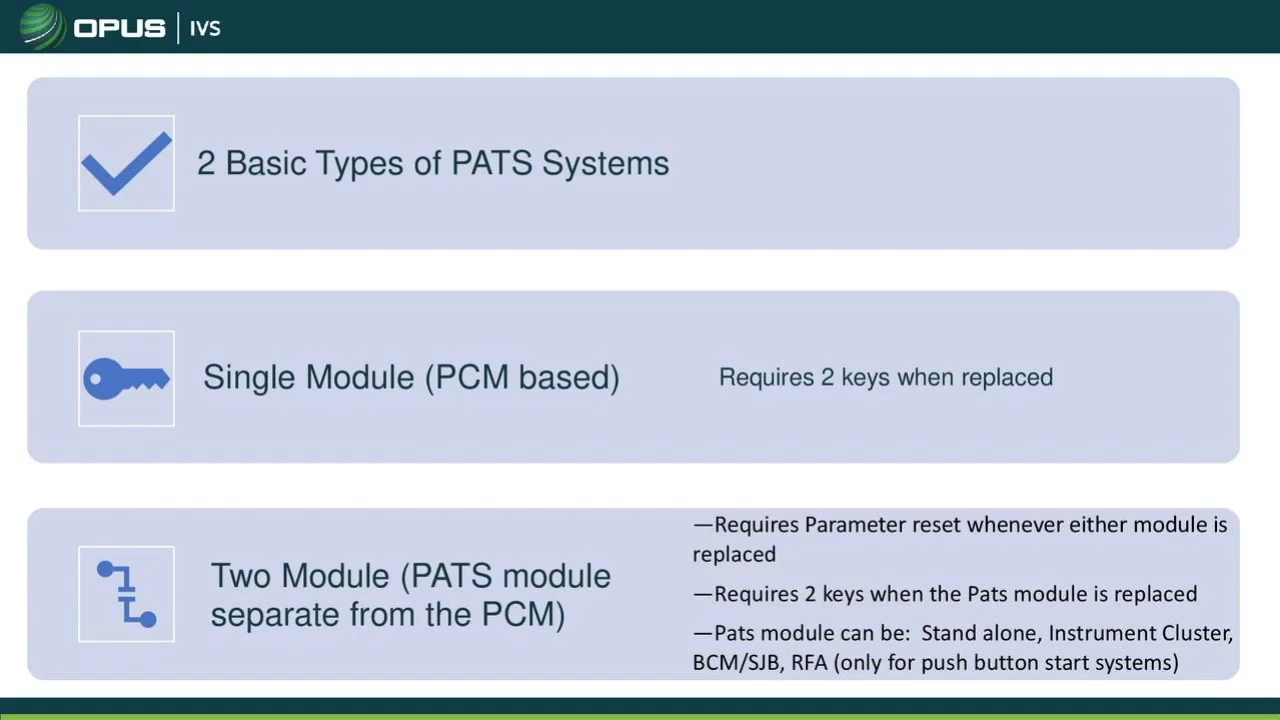 OPUS IVS
2 Basic Types of PATS Systems
Single Module (PCM based)
Requires 2 keys when replaced
Two Module (PATS module
separate from the PCM)
—Requires Parameter reset whenever either module is
replaced
—Requires 2 keys when the Pats module is replaced
—Pats module can be:  Stand alone, Instrument Cluster,
BCM/SJB, RFA (only for push button start systems)